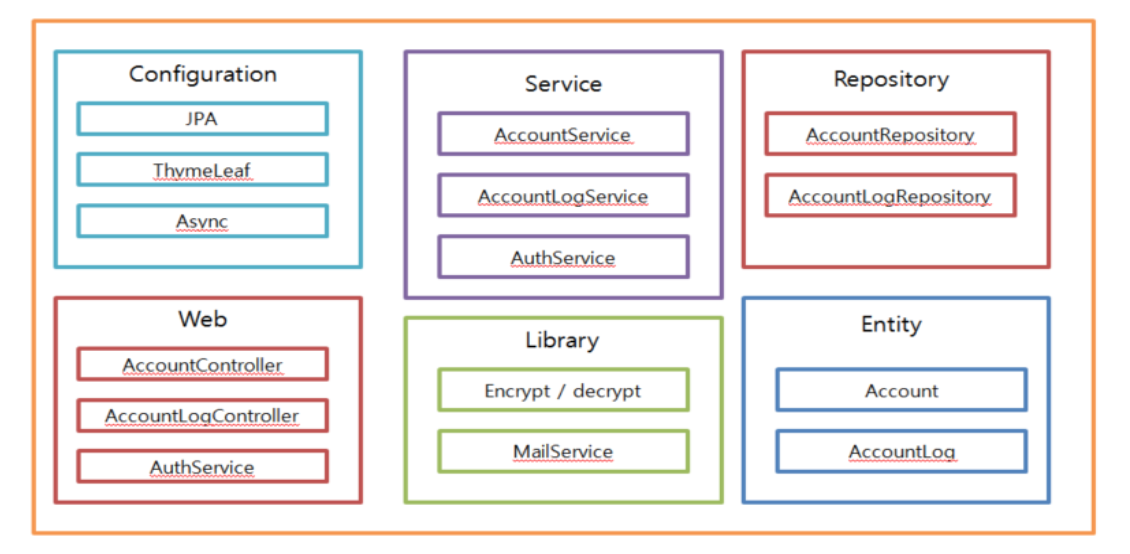 Configuration
JPA
ThymeLeaf
Async
Service
AccountService
AccountLogService
AuthService
Repository
AccountRepository
AccountLogRepository
Web
AccountController
AccountLogController
AuthService
Library
Encrypt / decrypt
MailService
Entity
Account
AccountLog